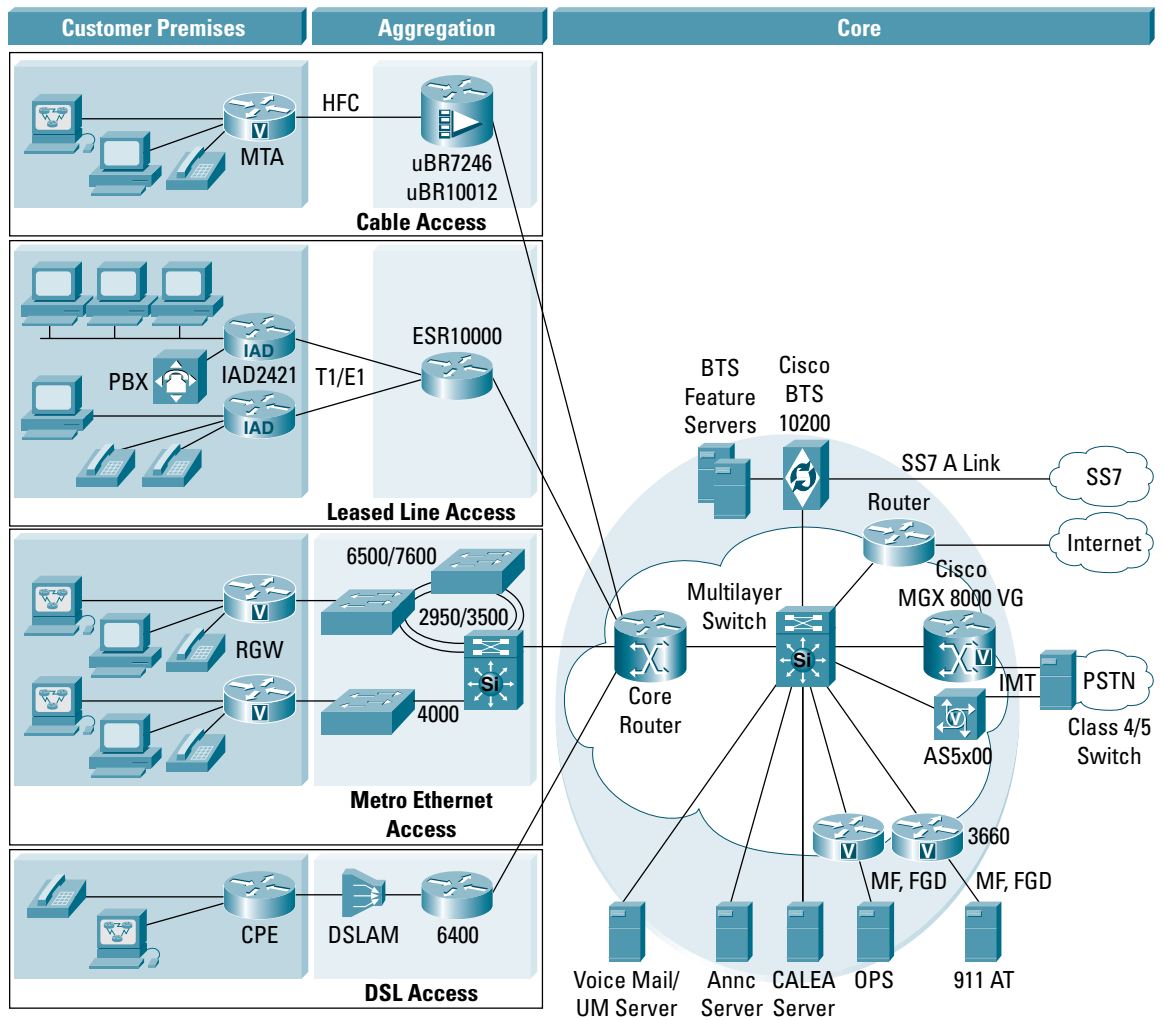 Customer Premises
Aggregation
Core
HFC
MTA
uBR7246
uBR10012
Cable Access
ESR10000
IAD
PBX
IAD2421
T1/E1
IAD
Leased Line Access
6500/7600
2950/3500
V
RGW
Si
V
4000
Metro Ethernet
Access
CPE
DSLAM
6400
DSL Access
BTS
Feature
Servers
Cisco
BTS
10200
SS7 A Link
SS7
Router
Internet
Cisco
MGX 8000 VG
Multilayer
Switch
Si
V
Core
Router
IMT
PSTN
V
AS5x00
Class 4/5
Switch
V
V
3660
MF, FGD
MF, FGD
Voice Mail/
UM Server
Annc
Server
CALEA
Server
OPS
911 AT
V